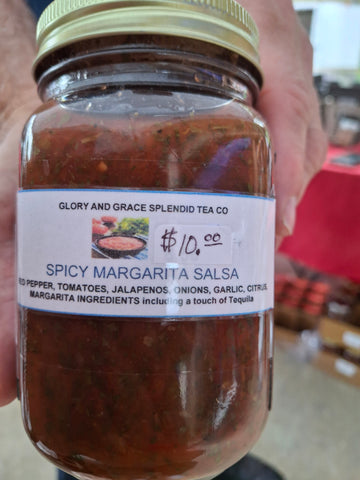 GLORY AND GRACE SPLENDID TEA CO
$10.00
SPICY MARGARITA SALSA
PEPPER, TOMATOES, JALAPENOS, ONIONS, GARLIC, CITRUS,
MARGARITA INGREDIENTS including a touch of Tequila